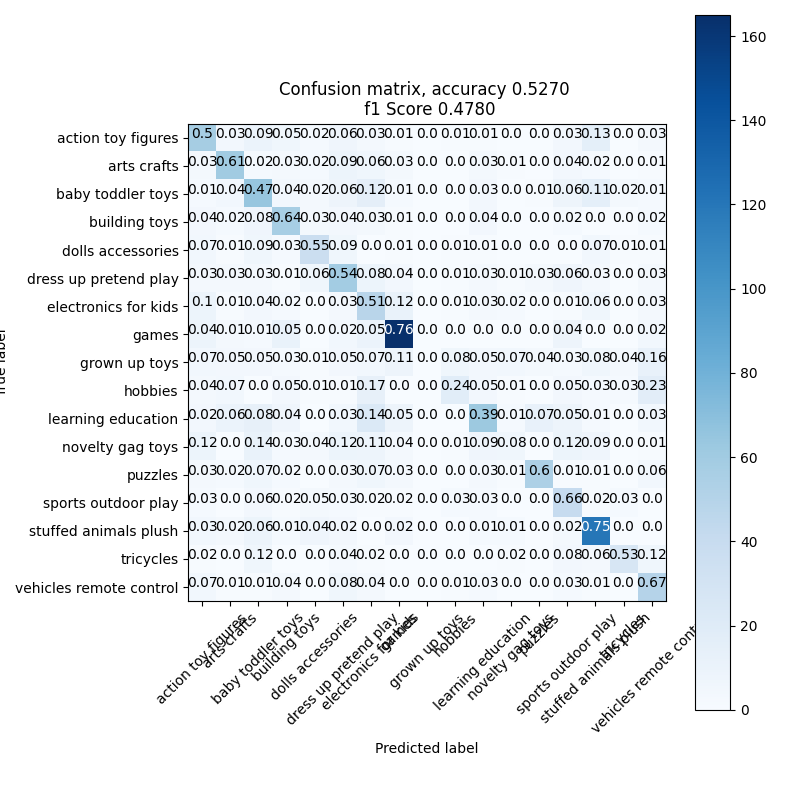 Confusion matrix, accuracy 0.5270
f1 Score 0.4780
160
140
120
100
80
60
40
20
0
action toy figures 0.5 0.03 0.09 0.05 0.02 0.06 0.03 0.01 0.0 0.01 0.01 0.0 0.0 0.03 0.13 0.0 0.03
arts crafts 0.03 0.61 0.02 0.03 0.02 0.09 0.06 0.03 0.0 0.0 0.03 0.01 0.0 0.04 0.02 0.0 0.01
baby toddler toys 0.01 0.04 0.47 0.04 0.02 0.06 0.12 0.01 0.0 0.0 0.03 0.0 0.01 0.06 0.11 0.02 0.01
building toys 0.04 0.02 0.08 0.64 0.03 0.04 0.03 0.01 0.0 0.0 0.04 0.0 0.0 0.02 0.0 0.0 0.02
dolls accessories 0.07 0.01 0.09 0.03 0.55 0.09 0.0 0.01 0.0 0.01 0.01 0.0 0.0 0.0 0.07 0.01 0.01
dress up pretend play 0.03 0.03 0.03 0.01 0.06 0.54 0.08 0.04 0.0 0.01 0.03 0.01 0.03 0.06 0.03 0.0 0.03
electronics for kids 0.1 0.01 0.04 0.02 0.0 0.03 0.51 0.12 0.0 0.01 0.03 0.02 0.0 0.01 0.06 0.0 0.03
games 0.04 0.01 0.01 0.05 0.0 0.02 0.05 0.76 0.0 0.0 0.0 0.0 0.0 0.04 0.0 0.0 0.02
grown up toys 0.07 0.05 0.05 0.03 0.01 0.05 0.07 0.11 0.0 0.08 0.05 0.07 0.04 0.03 0.08 0.04 0.16
hobbies 0.04 0.07 0.0 0.05 0.01 0.01 0.17 0.0 0.0 0.24 0.05 0.01 0.0 0.05 0.03 0.03 0.23
learning education 0.02 0.06 0.08 0.04 0.0 0.03 0.14 0.05 0.0 0.0 0.39 0.01 0.07 0.05 0.01 0.0 0.03
novelty gag toys 0.12 0.0 0.14 0.03 0.04 0.12 0.11 0.04 0.0 0.01 0.09 0.08 0.0 0.12 0.09 0.0 0.01
puzzles 0.03 0.02 0.07 0.02 0.0 0.03 0.07 0.03 0.0 0.0 0.03 0.01 0.6 0.01 0.01 0.0 0.06
sports outdoor play 0.03 0.0 0.06 0.02 0.05 0.03 0.02 0.02 0.0 0.03 0.03 0.0 0.0 0.66 0.02 0.03 0.0
stuffed animals plush 0.03 0.02 0.06 0.01 0.04 0.02 0.0 0.02 0.0 0.01 0.01 0.01 0.0 0.02 0.75 0.0 0.0
tricycles 0.02 0.0 0.12 0.0 0.0 0.04 0.02 0.0 0.0 0.0 0.0 0.02 0.0 0.08 0.06 0.53 0.12
vehicles remote control 0.07 0.01 0.01 0.04 0.0 0.08 0.04 0.0 0.0 0.01 0.03 0.0 0.0 0.03 0.01 0.0 0.67
action toy figures
arts crafts
baby toddler toys
building toys
dolls accessories
dress up pretend play
electronics for kids
games
grown up toys
hobbies
learning education
novelty gag toys
puzzles
sports outdoor play
stuffed animals plush
tricycles
vehicles remote cont
Predicted label